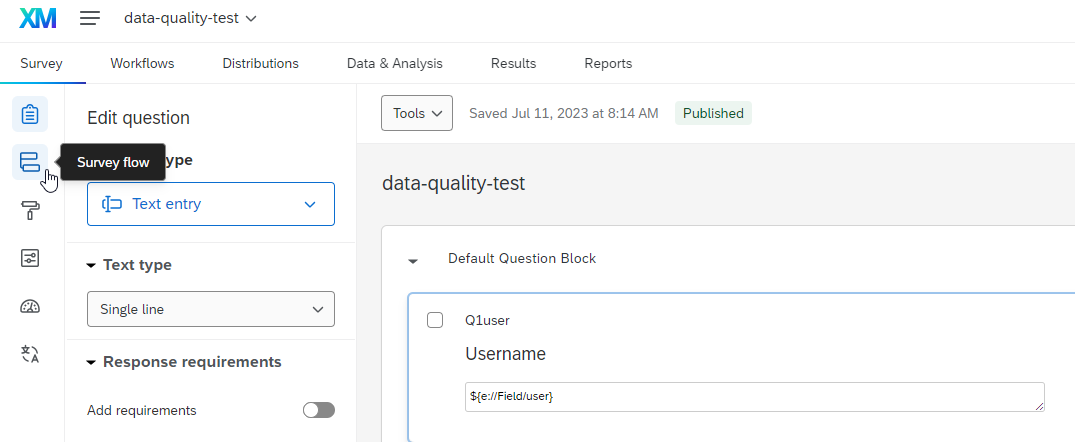 XM data-quality-test
Survey Workflows Distributions Data & Analysis Results Reports
Edit question
Tools Saved Jul 11, 2023 at 8:14 AM Published
Survey flow
ype
Text entry
data-quality-test
Text type
Default Question Block
Single line
Q1user
Username
Response requirements
${e://Field/user}
Add requirements